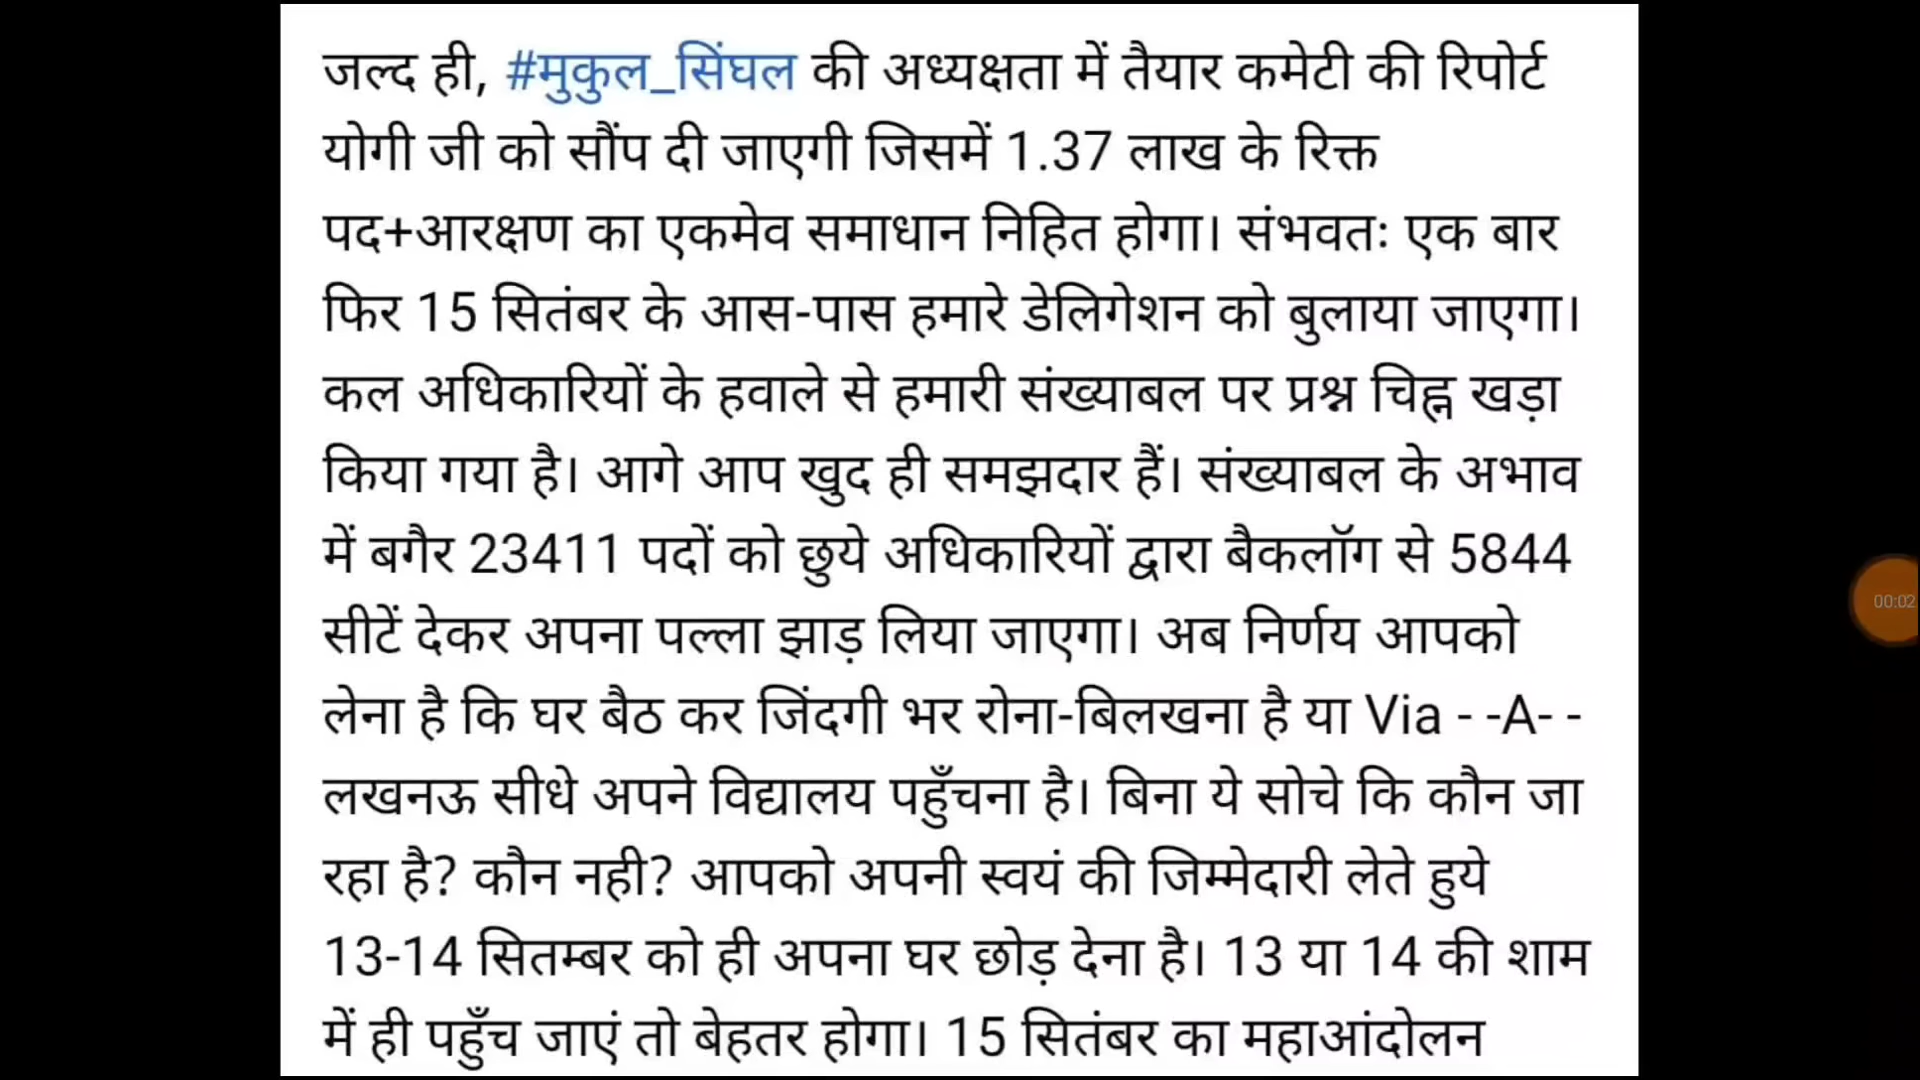 जल्द ही, #मुकुल_सिंघल की अध्यक्षता में तैयार कमेटी की रिपोर्ट
योगी जी को सौंप दी जाएगी जिसमें 1.37 लाख के रिक्त
पद+आरक्षण का एकमेव समाधान निहित होगा। संभवतः एक बार
फिर 15 सितंबर के आस-पास हमारे डेलिगेशन को बुलाया जाएगा।
कल अधिकारियों के हवाले से हमारी संख्याबल पर प्रश्न चिह्न खड़ा
किया गया है। आगे आप खुद ही समझदार हैं। संख्याबल के अभाव
में बगैर 23411 पदों को छुये अधिकारियों द्वारा बैकलॉग से 5844
सीटें देकर अपना पल्ला झाड़ लिया जाएगा। अब निर्णय आपको
लेना है कि घर बैठ कर जिंदगी भर रोना-बिलखना है या Via - -A- -
लखनऊ सीधे अपने विद्यालय पहुँचना है। बिना ये सोचे कि कौन जा
रहा है? कौन नही? आपको अपनी स्वयं की जिम्मेदारी लेते हुये
13-14 सितम्बर को ही अपना घर छोड़ देना है। 13 या 14 की शाम
में ही पहुँच जाएं तो बेहतर होगा। 15 सितंबर का महाआंदोलन
00:02